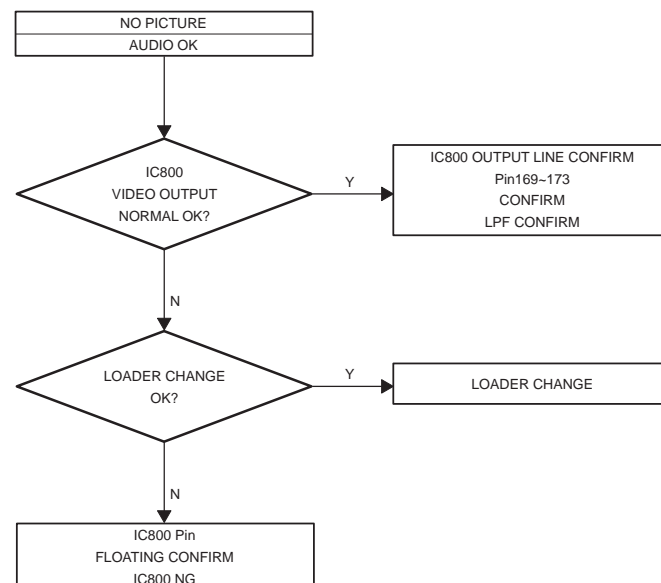 NO PICTURE
AUDIO OK
IC800
VIDEO OUTPUT
NORMAL OK?
Y
IC800 OUTPUT LINE CONFIRM
Pin169~173
CONFIRM
LPF CONFIRM
N
LOADER CHANGE
OK?
Y
LOADER CHANGE
N
IC800 Pin
FLOATING CONFIRM
IC800 NG